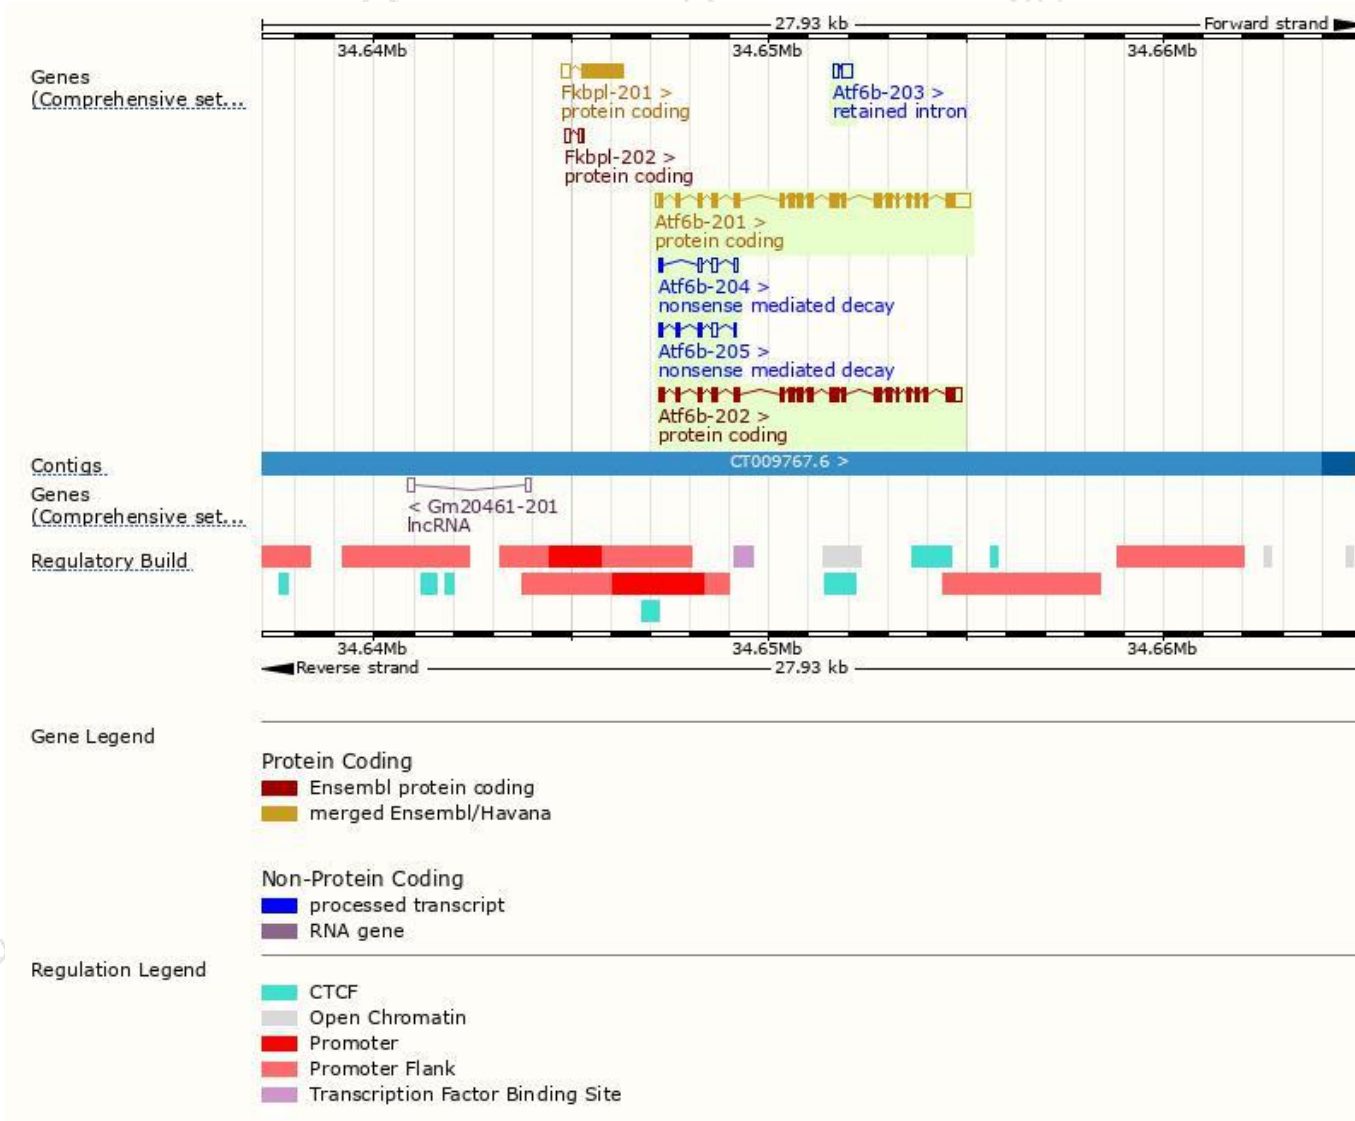 27.93 kb
Forward strand
34.64Mb
34.65Mb
34.66Mb
Genes
(Comprehensive set...
Fkbpl-201 >
protein coding
Atf6b-203 >
retained intron
Fkbpl-202 >
protein coding
Atf6b-201 >
protein coding
Atf6b-204 >
nonsense mediated decay
Atf6b-205 >
nonsense mediated decay
Atf6b-202 >
protein coding
Contigs
CT009767.6 >
Genes
(Comprehensive set...
< Gm20461-201
lncRNA
Regulatory Build
34.64Mb
34.65Mb
34.66Mb
Reverse strand
27.93 kb
Gene Legend
Protein Coding
Ensembl protein coding
merged Ensembl/Havana
Non-Protein Coding
processed transcript
RNA gene
Regulation Legend
CTCF
Open Chromatin
Promoter
Promoter Flank
Transcription Factor Binding Site